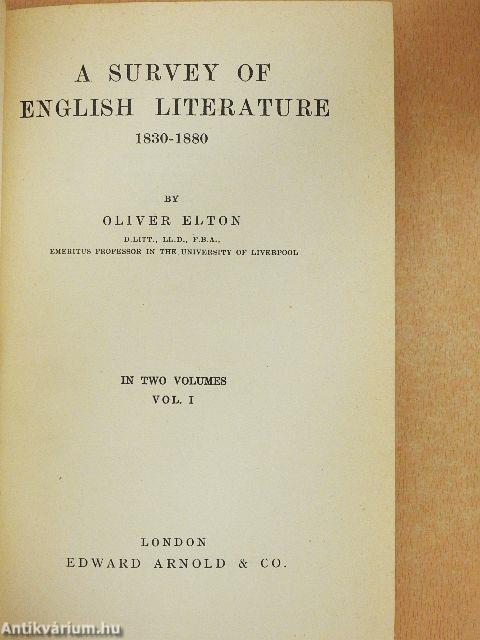 A SURVEY OF
ENGLISH LITERATURE
1830-1880
BY
OLIVER ELTON
D.LITT., LL.D., F.B.A.,
EMERITUS PROFESSOR IN THE UNIVERSITY OF LIVERPOOL
IN TWO VOLUMES
VOL. I
LONDON
EDWARD ARNOLD & CO.
Antikvárium.hu